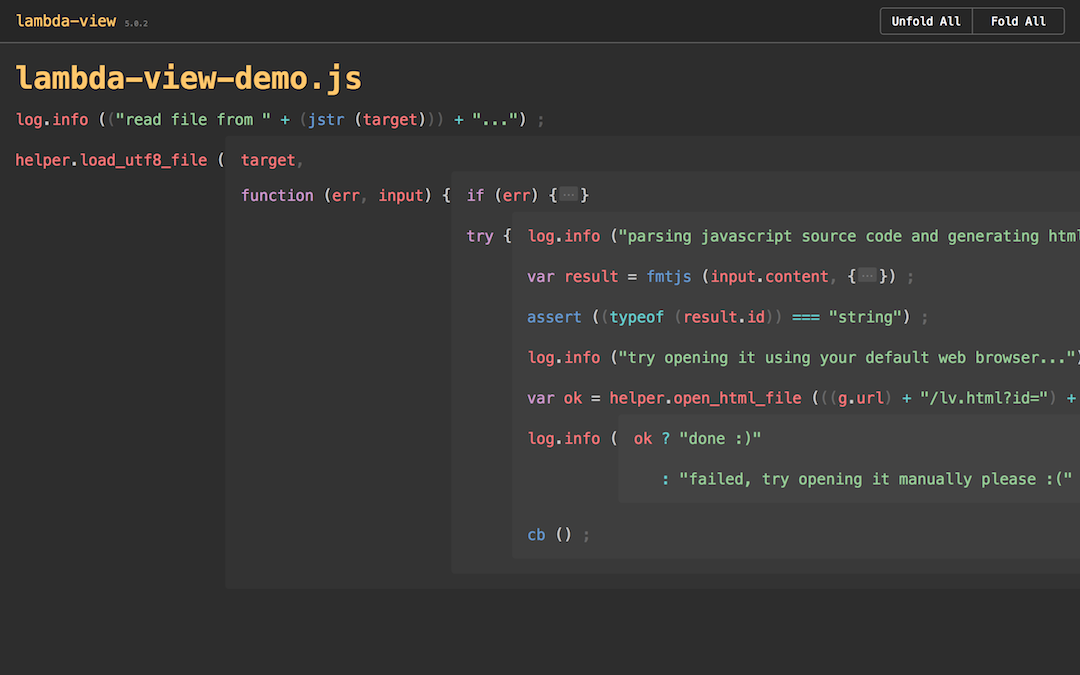 lambda-view 5.0.2
Unfold All Fold All
lambda-view-demo.js
log.info (("read file from " + (jstr (target))) + "...") ;
helper.load_utf8_file ( target,
function (err, input) { if (err) { ... }
try { log.info ("parsing javascript source code and generating html
var result = fmtjs (input.content, { ... }) ;
assert ((typeof (result.id)) === "string") ;
log.info ("try opening it using your default web browser...")
var ok = helper.open_html_file (((g.url) + "/lv.html?id=") +
log.info ( ok ? "done :)"
: "failed, try opening it manually please :("
cb () ;